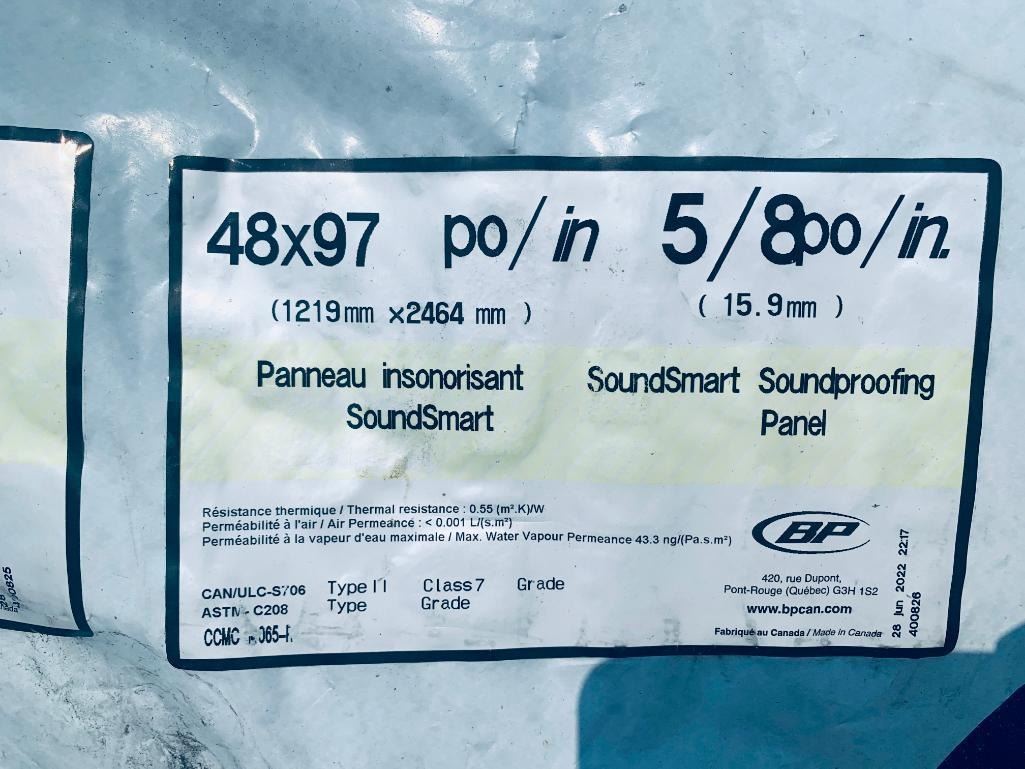 48x97 po/in 5/8po/in.
(1219mm x2464 mm ) ( 15.9mm )
Panneau insonorisant
SoundSmart
SoundSmart Soundproofing
Panel
Résistance thermique / Thermal resistance : 0.55 (m².K)/W
Perméabilité à l'air / Air Permeance : < 0.001 L/(s.m²)
Perméabilité à la vapeur d'eau maximale / Max. Water Vapour Permeance 43.3 ng/(Pa.s.m²)
BP
420, rue Dupont,
Pont-Rouge (Québec) G3H 1S2
www.bpcan.com
Fabriqué au Canada / Made in Canada
CAN/ULC-S706 Type II Class7 Grade
ASTM - C208 Type Grade
CCMC
28 jun 2022 22:17
400826